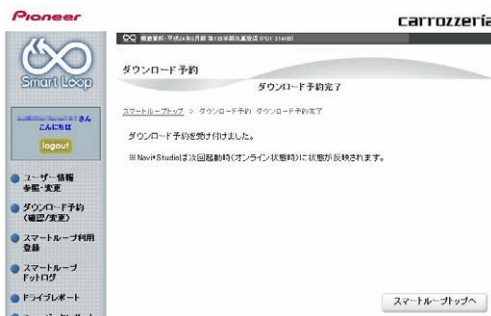 Pioneer
carrozzeria
ダウンロード予約
ダウンロード予約完了
Smart Loop
スマートループトップ > ダウンロード予約 ダウンロード予約完了
さん
こんにちは
ダウンロード予約を受け付けました。
logout
※Navi*Studioは次回起動時(オンライン状態時)に状態が反映されます。
ユーザー情報
参照・変更
ダウンロード予約
(確認/変更)
スマートループ利用
登録
スマートループ
ドットログ
ドライブレポート
スマートループトップへ